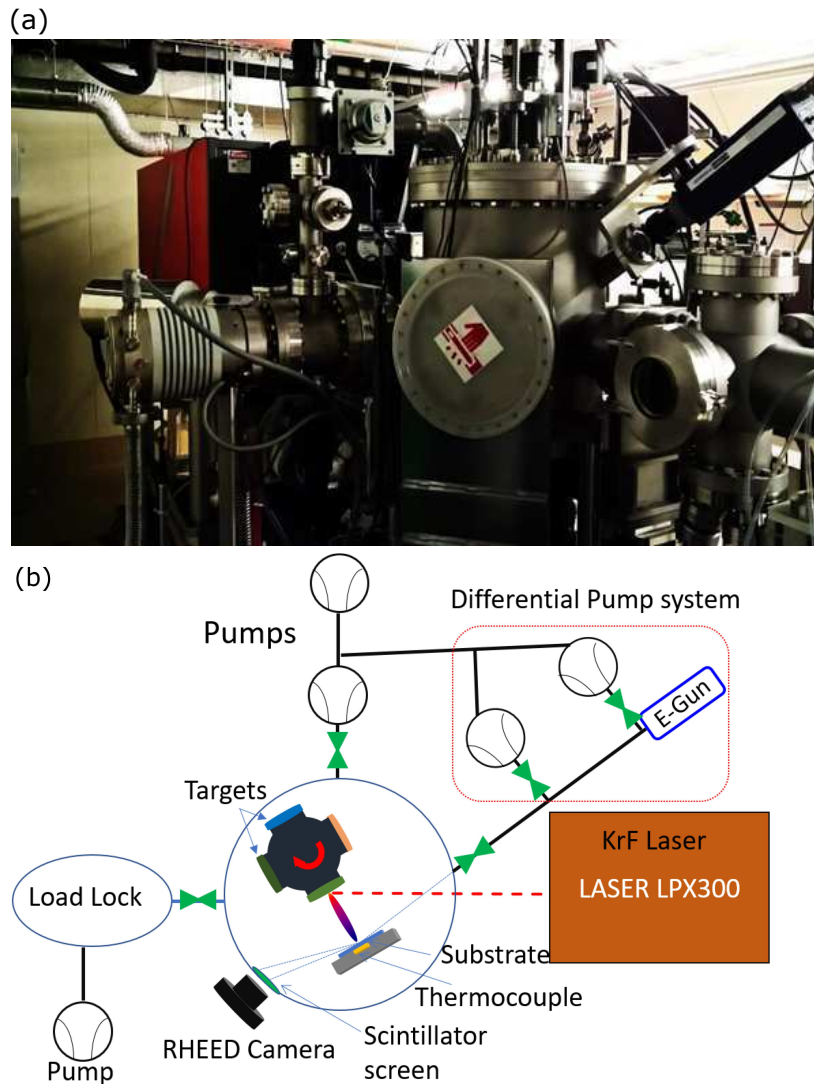 (a)
(b)
Differential Pump system
Pumps
E-Gun
Targets
KrF Laser
LASER LPX300
Load Lock
Substrate
Thermocouple
RHEED Camera
Scintillator
screen
Pump